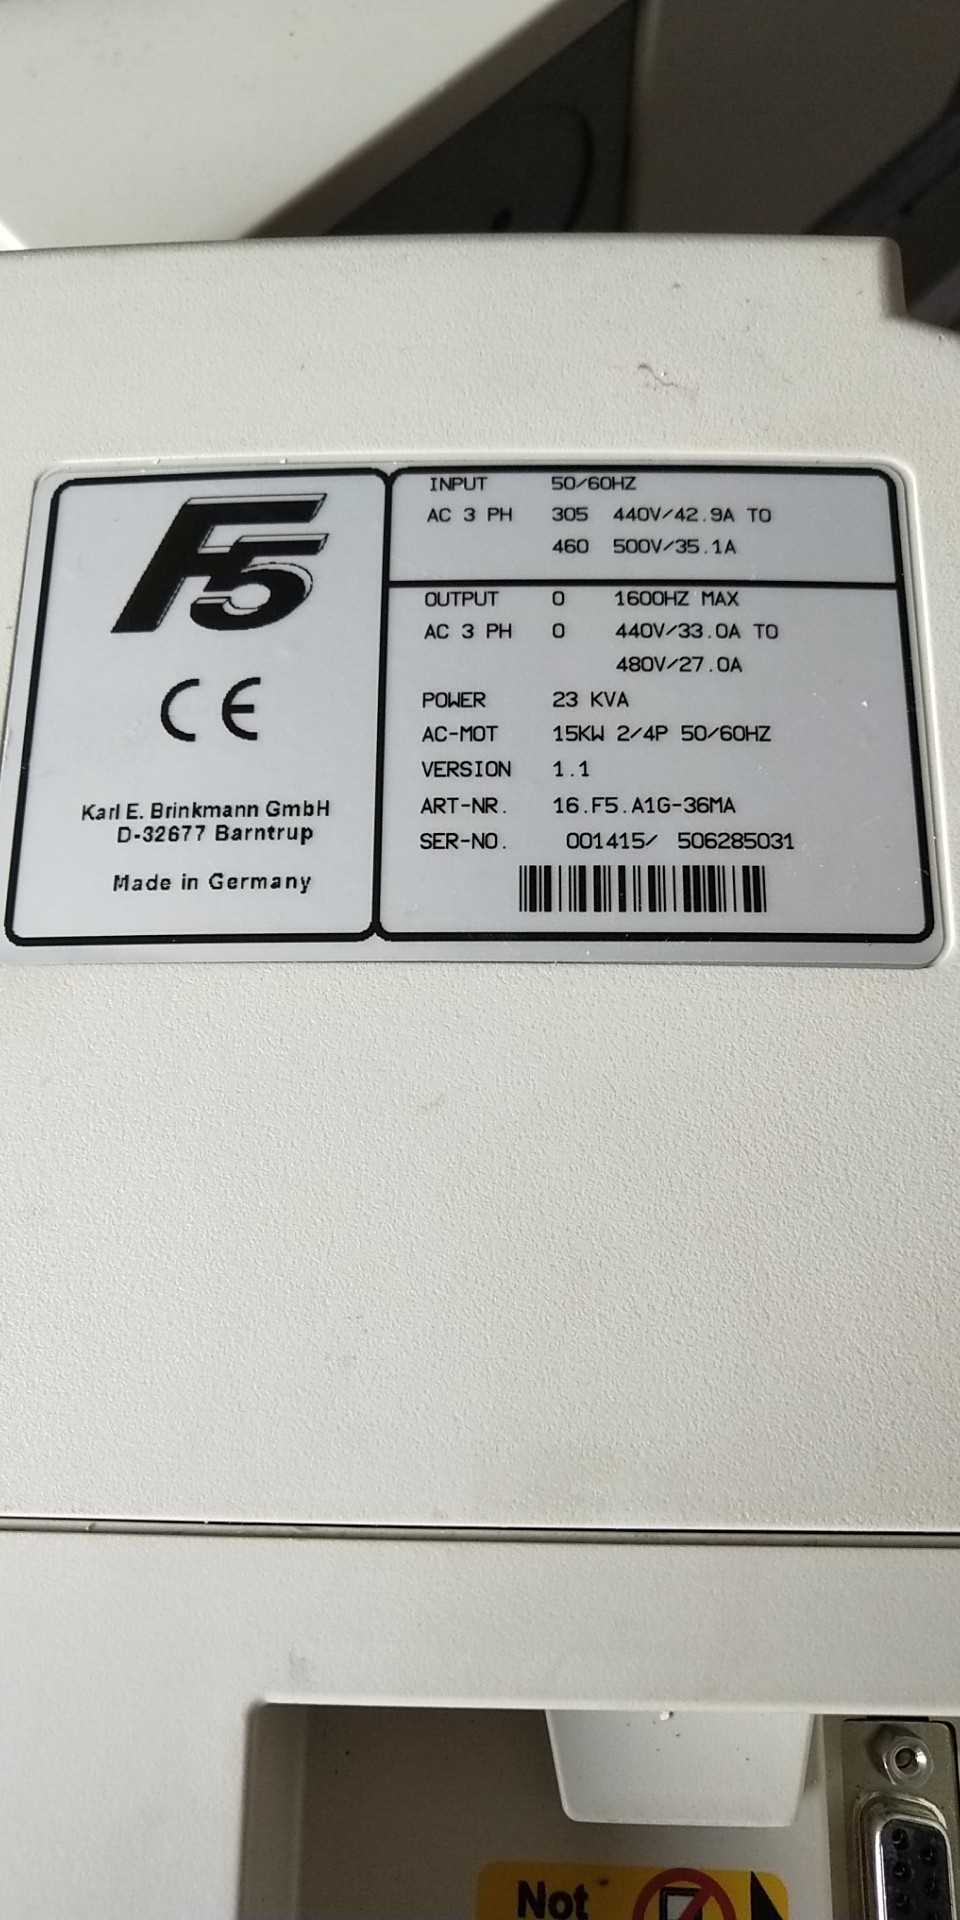 F5
CE
Karl E. Brinkmann GmbH
D-32677 Barntrup
Made in Germany
INPUT 50/60HZ
AC 3 PH 305 440V/42.9A TO
460 500V/35.1A
OUTPUT 0 1600HZ MAX
AC 3 PH 0 440V/33.0A TO
480V/27.0A
POWER 23 KVA
AC-MOT 15KW 2/4P 50/60HZ
VERSION 1.1
ART-NR. 16.F5.A1G-36MA
SER-NO. 001415/ 506285031
Not